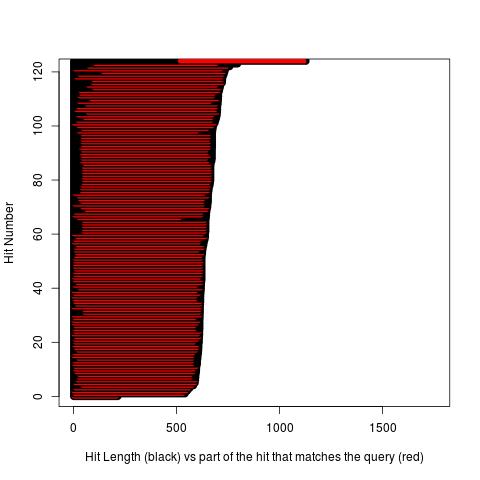 120
100
80
60
40
20
0
Hit Number
0 500 1000 1500
Hit Length (black) vs part of the hit that matches the query (red)